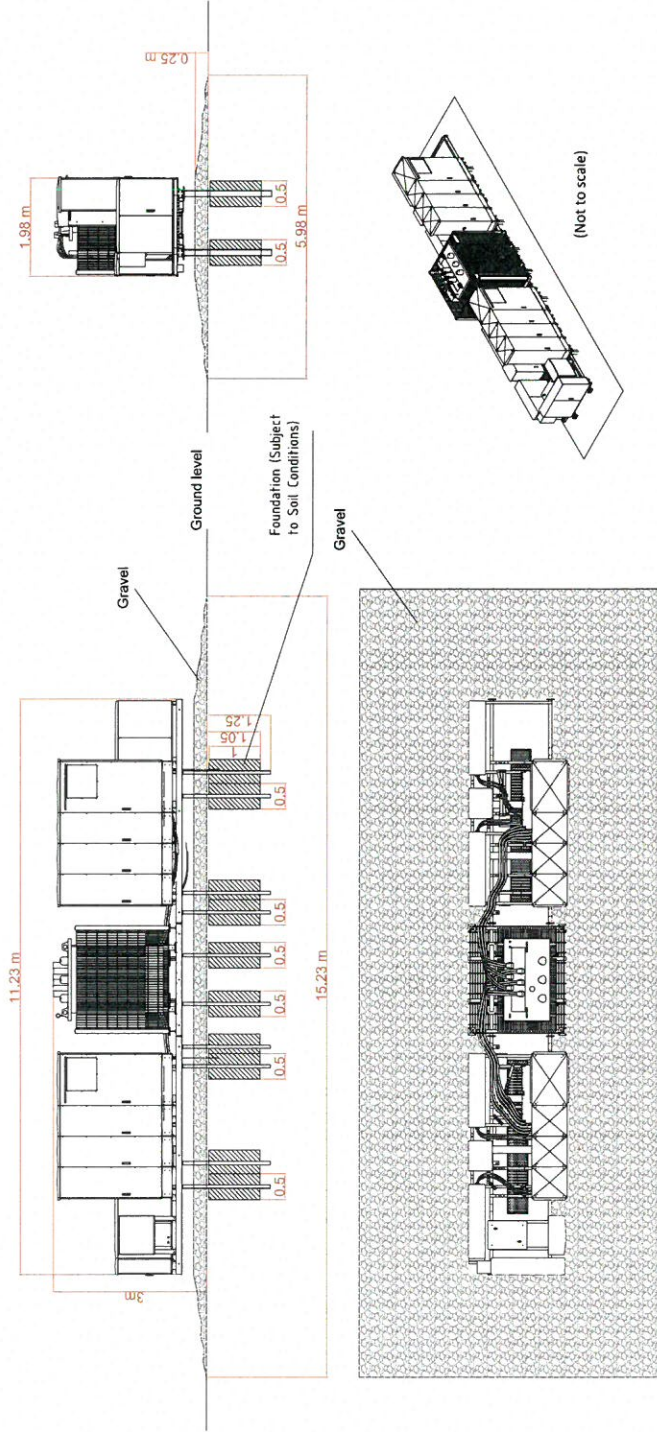 11.23 m
3m
0.5
0.5
0.5
0.5
0.5
0.5
1
1.05
1.25
15.23 m
Gravel
Ground level
Foundation (Subject
to Soil Conditions)
1.98 m
0.25 m
0.5
0.5
5.98 m
Gravel
(Not to scale)